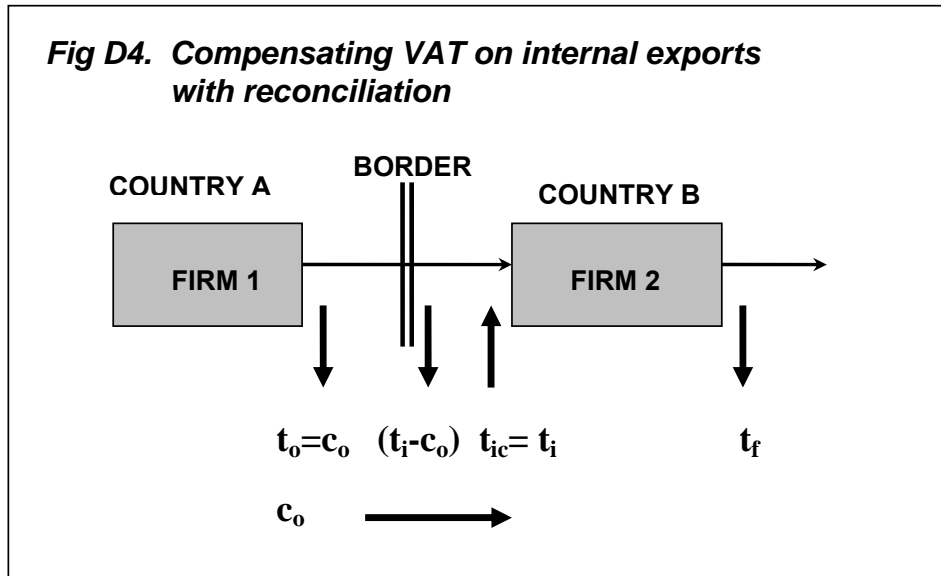 Fig D4. Compensating VAT on internal exports
with reconciliation
BORDER
COUNTRY A
COUNTRY B
FIRM 1
FIRM 2
tₒ=cₒ (tᵢ-cₒ) tᵢc= tᵢ t_f
cₒ